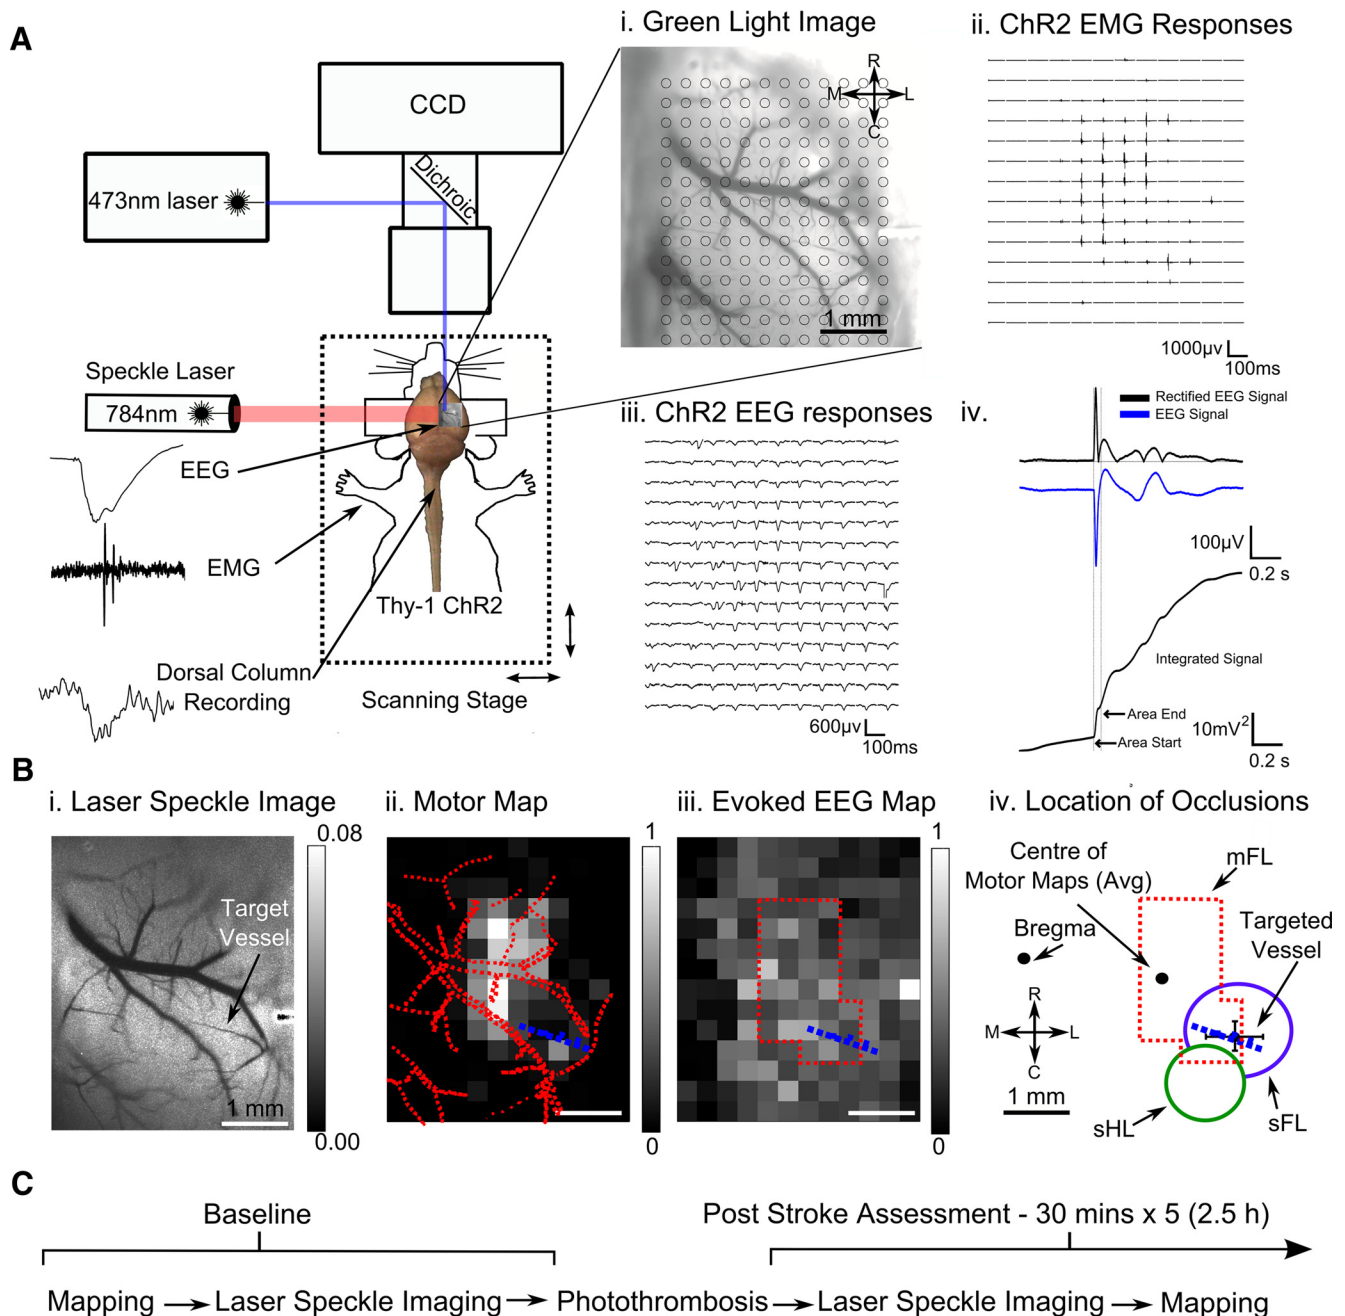 A
CCD
Dichroic
473nm laser
Speckle Laser
784nm
EEG
EMG
Thy-1 ChR2
Dorsal Column
Recording
Scanning Stage
i. Green Light Image
R
M
L
C
1 mm
ii. ChR2 EMG Responses
1000µv
100ms
iii. ChR2 EEG responses
600µv
100ms
iv.
Rectified EEG Signal
EEG Signal
100µV
0.2 s
Integrated Signal
Area End
Area Start
10mV2
0.2 s
B
i. Laser Speckle Image
0.08
Target
Vessel
1 mm
0.00
ii. Motor Map
1
0
iii. Evoked EEG Map
1
0
iv. Location of Occlusions
Centre of
Motor Maps (Avg)
mFL
Bregma
Targeted
Vessel
R
M
L
C
1 mm
sHL
sFL
C
Baseline
Post Stroke Assessment - 30 mins x 5 (2.5 h)
Mapping → Laser Speckle Imaging → Photothrombosis → Laser Speckle Imaging → Mapping